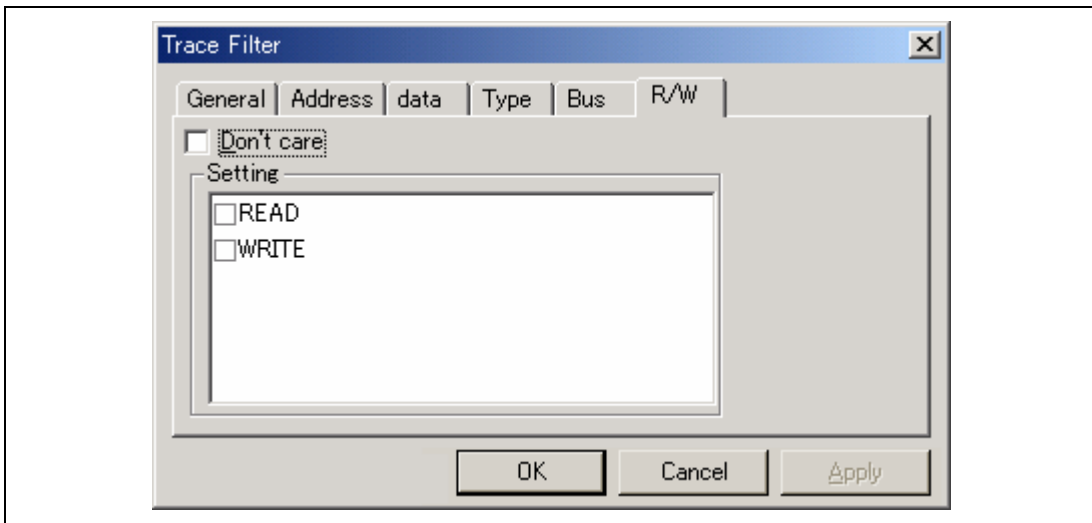 Trace Filter
General Address data Type Bus R/W
Don't care
Setting
READ
WRITE
OK Cancel Apply